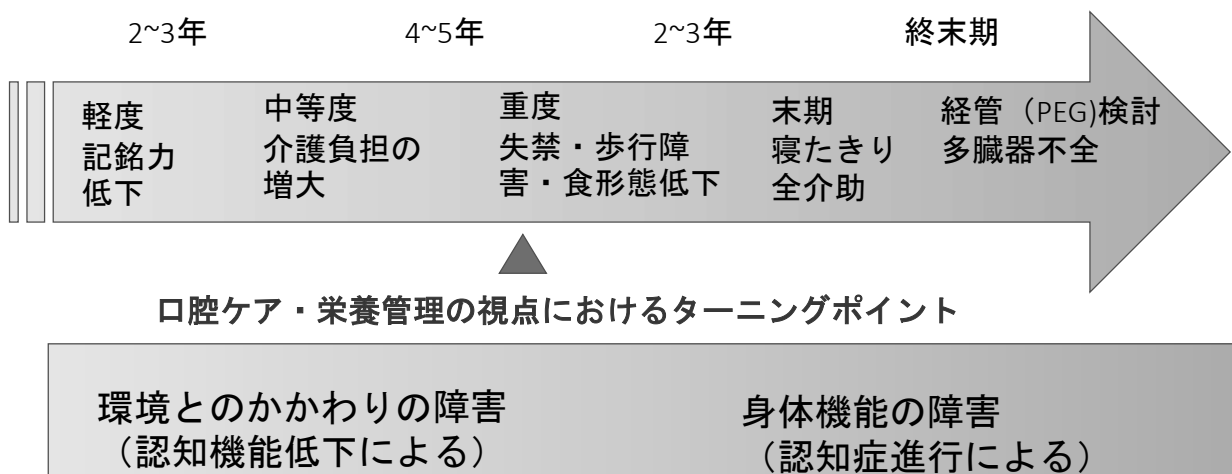 2~3年 4~5年 2~3年 終末期
軽度
記銘力
低下
中等度
介護負担の
増大
重度
失禁・歩行障
害・食形態低下
末期
寝たきり
全介助
経管（PEG)検討
多臓器不全
口腔ケア・栄養管理の視点におけるターニングポイント
環境とのかかわりの障害
（認知機能低下による）
身体機能の障害
（認知症進行による）